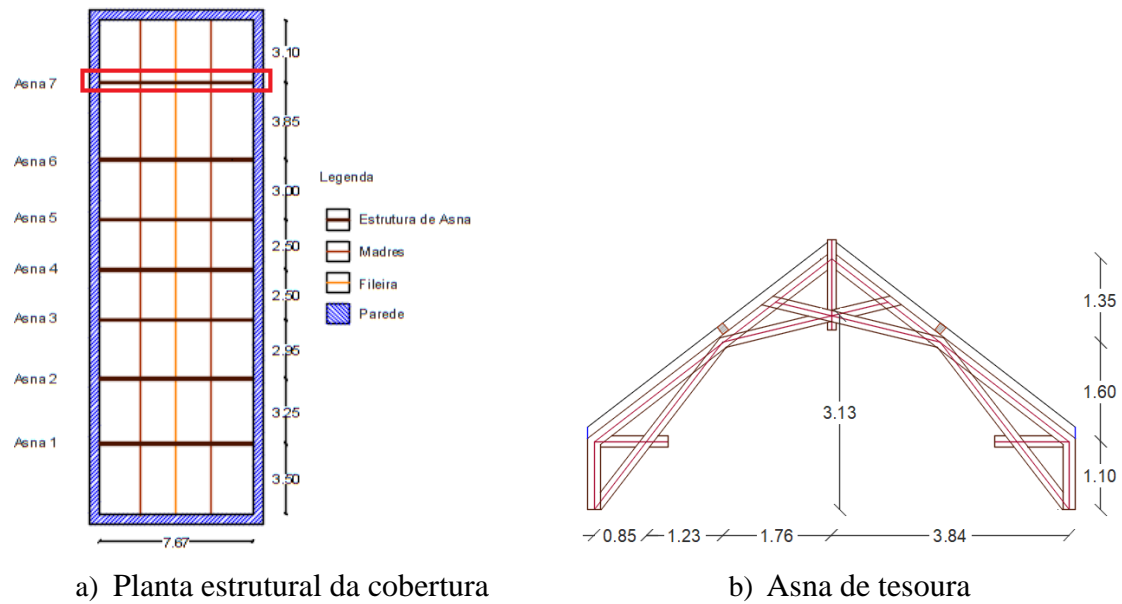 3.10
Asna 7
3.85
Asna 6
3.00
Legenda
Asna 5
Estrutura de Asna
2.50
Madres
Asna 4
2.50
Fileira
Asna 3
Parede
2.95
Asna 2
3.25
Asna 1
3.50
7.67
1.35
1.60
3.13
1.10
0.85
1.23
1.76
3.84
a) Planta estrutural da cobertura
b) Asna de tesoura